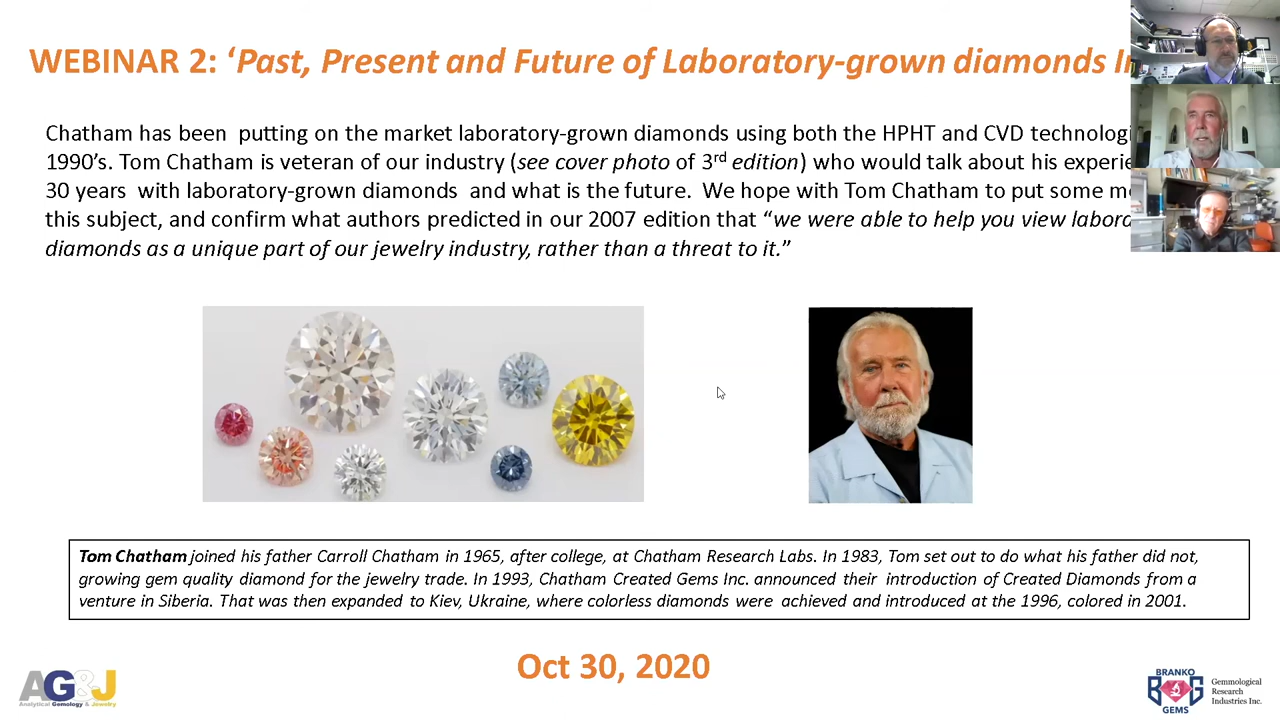 WEBINAR 2: ‘Past, Present and Future of Laboratory-grown diamonds
Chatham has been putting on the market laboratory-grown diamonds using both the HPHT and CVD
1990’s. Tom Chatham is veteran of our industry (see cover photo of 3rd edition) who would talk about his
30 years with laboratory-grown diamonds and what is the future. We hope with Tom Chatham to put some
this subject, and confirm what authors predicted in our 2007 edition that “we were able to help you view
diamonds as a unique part of our jewelry industry, rather than a threat to it.”
Tom Chatham joined his father Carroll Chatham in 1965, after college, at Chatham Research Labs. In 1983, Tom set out to do what his father did not,
growing gem quality diamond for the jewelry trade. In 1993, Chatham Created Gems Inc. announced their introduction of Created Diamonds from a
venture in Siberia. That was then expanded to Kiev, Ukraine, where colorless diamonds were achieved and introduced at the 1996, colored in 2001.
Oct 30, 2020
AG&J
Analytical Gemology & Jewelry
BRANKO
GEMS
Gemmological
Research
Industries Inc.